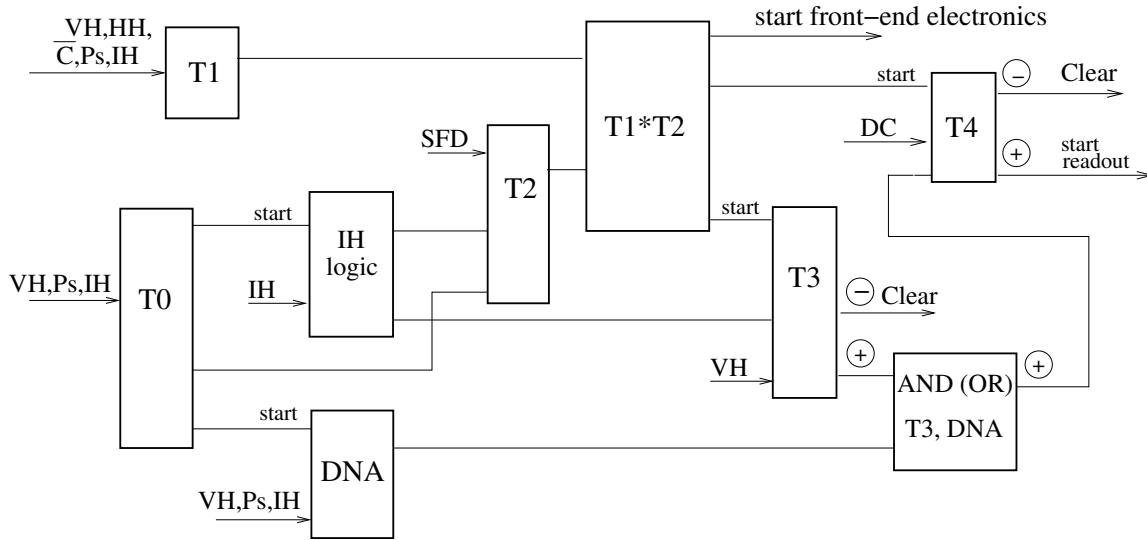 start front−end electronics
VH,HH,
C̅,Ps,IH
T1
T1*T2
start
−
Clear
DC
T4
+
start
readout
SFD
T2
start
IH
logic
start
VH,Ps,IH
T0
IH
T3
−
Clear
VH
+
AND (OR)
T3, DNA
+
start
DNA
VH,Ps,IH